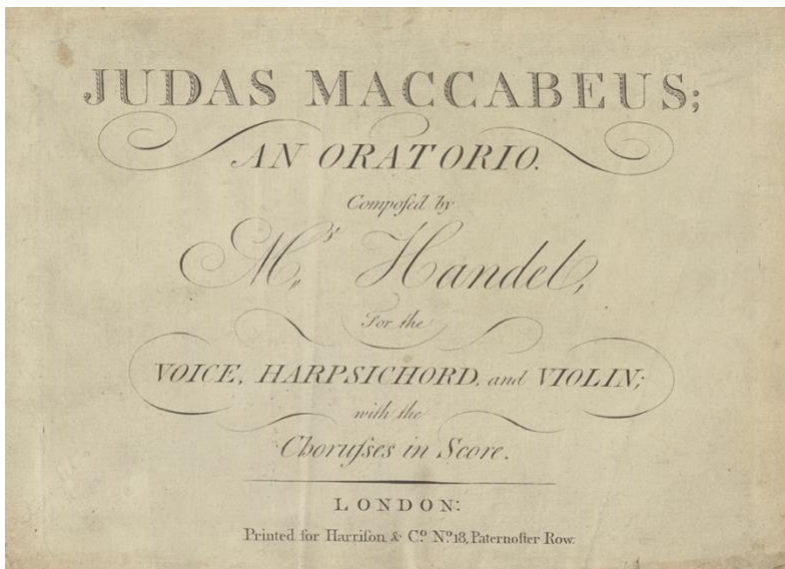 JUDAS MACCABEUS;
AN ORATORIO.
Compoſed by
Mr. Handel,
For the
VOICE, HARPSICHORD, and VIOLIN;
with the
Choruſſes in Score.
LONDON:
Printed for Harriſon & Co. No. 18, Paternoſter Row.